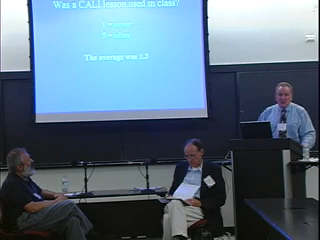 Was a CALI lesson used in class?
1 = never
5 = often
The average was 1.3